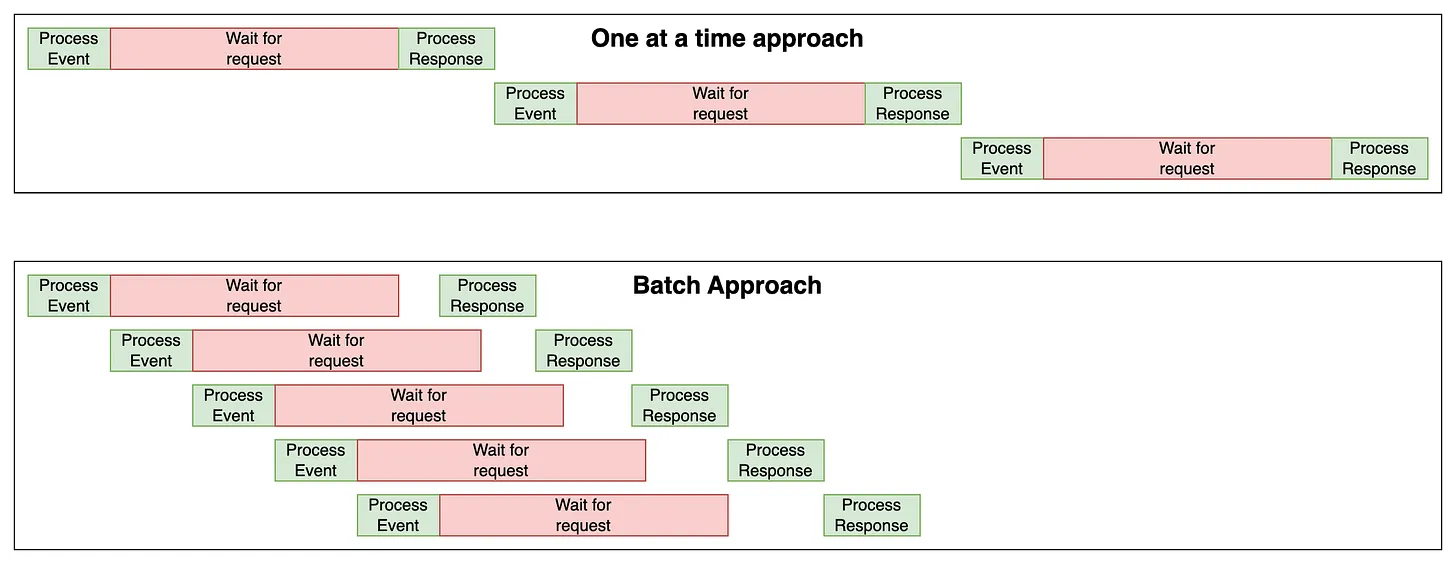 One at a time approach
Process
Event
Wait for
request
Process
Response
Process
Event
Wait for
request
Process
Response
Process
Event
Wait for
request
Process
Response
Batch Approach
Process
Event
Wait for
request
Process
Response
Process
Event
Wait for
request
Process
Response
Process
Event
Wait for
request
Process
Response
Process
Event
Wait for
request
Process
Response
Process
Event
Wait for
request
Process
Response